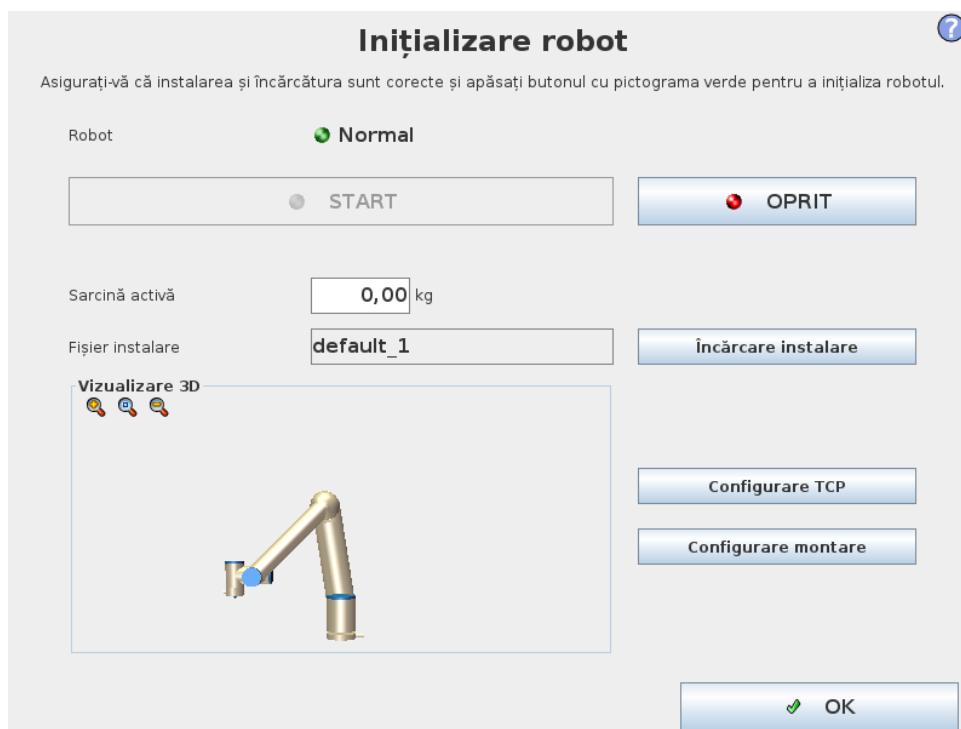 Inițializare robot
?
Asigurați-vă că instalarea și încărcătura sunt corecte și apăsați butonul cu pictograma verde pentru a inițializa robotul.
Robot Normal
START OPRIT
Sarcină activă 0,00 kg
Fișier instalare default_1 Încărcare instalare
Vizualizare 3D
Configurare TCP
Configurare montare
OK